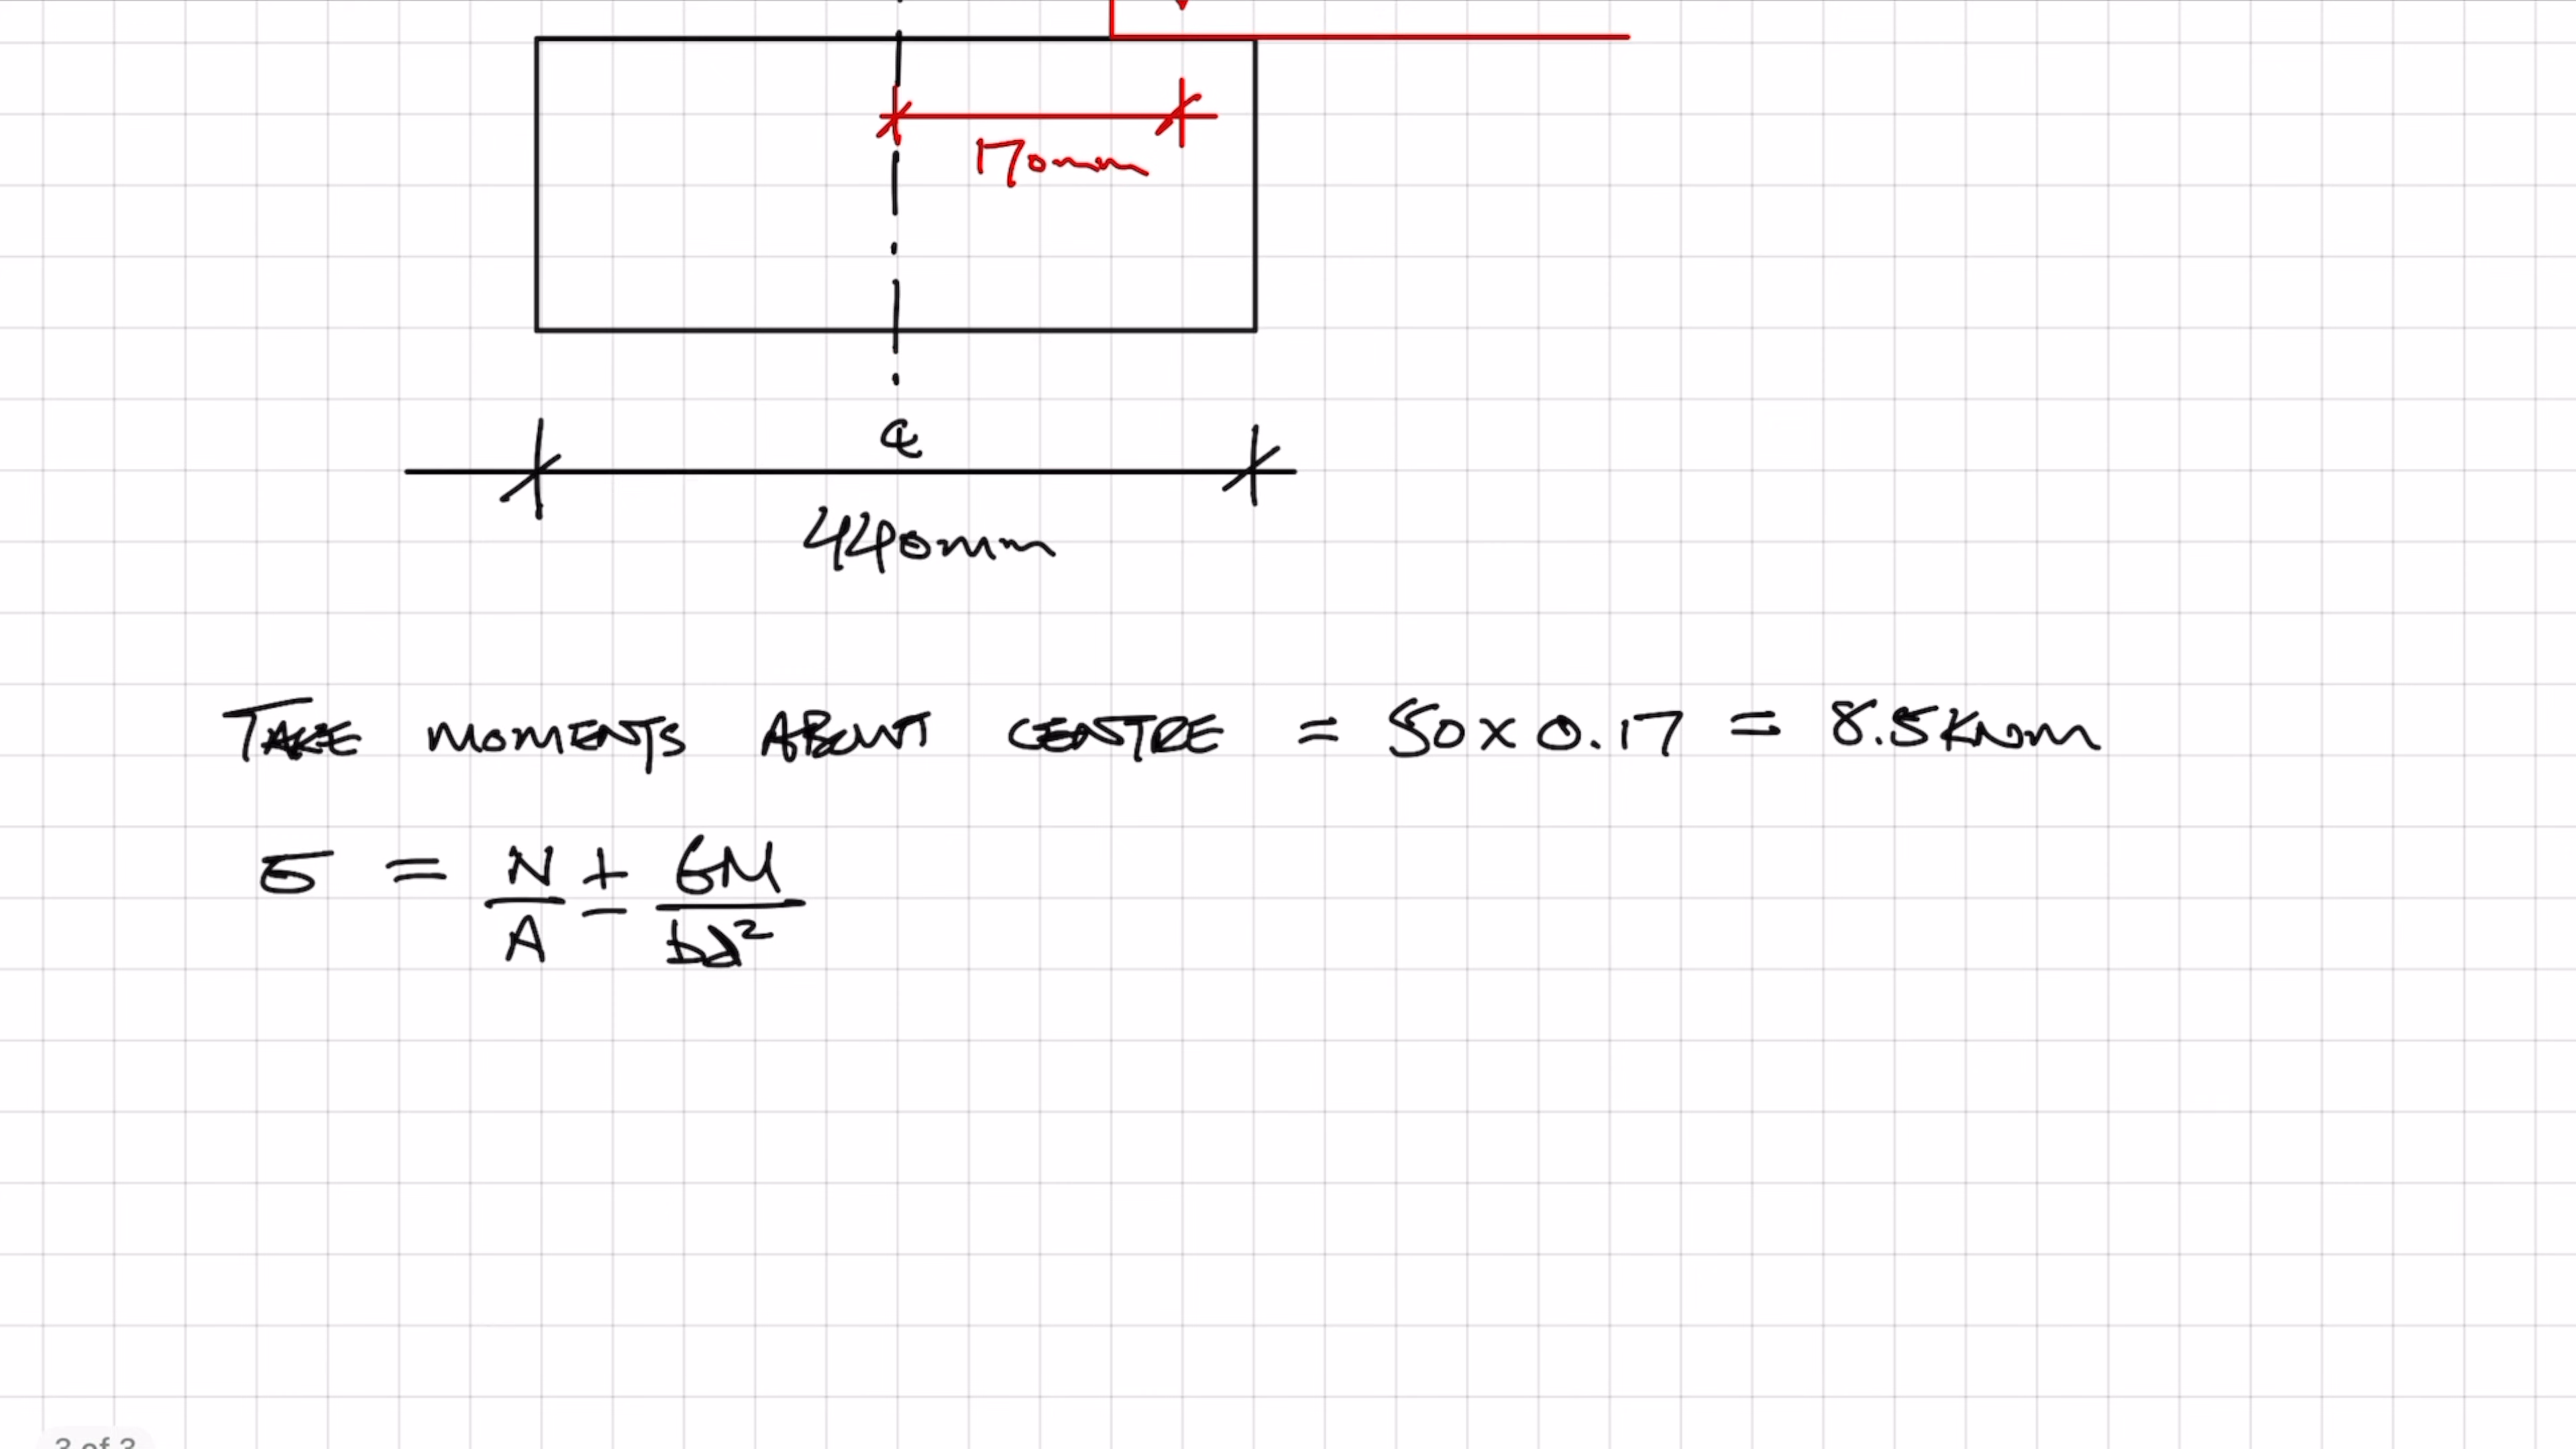 170mm
℄
440mm
TAKE MOMENTS ABOUT CENTRE = 50 x 0.17 = 8.5KNm
σ = N/A ± 6M/bd²
3 of 3